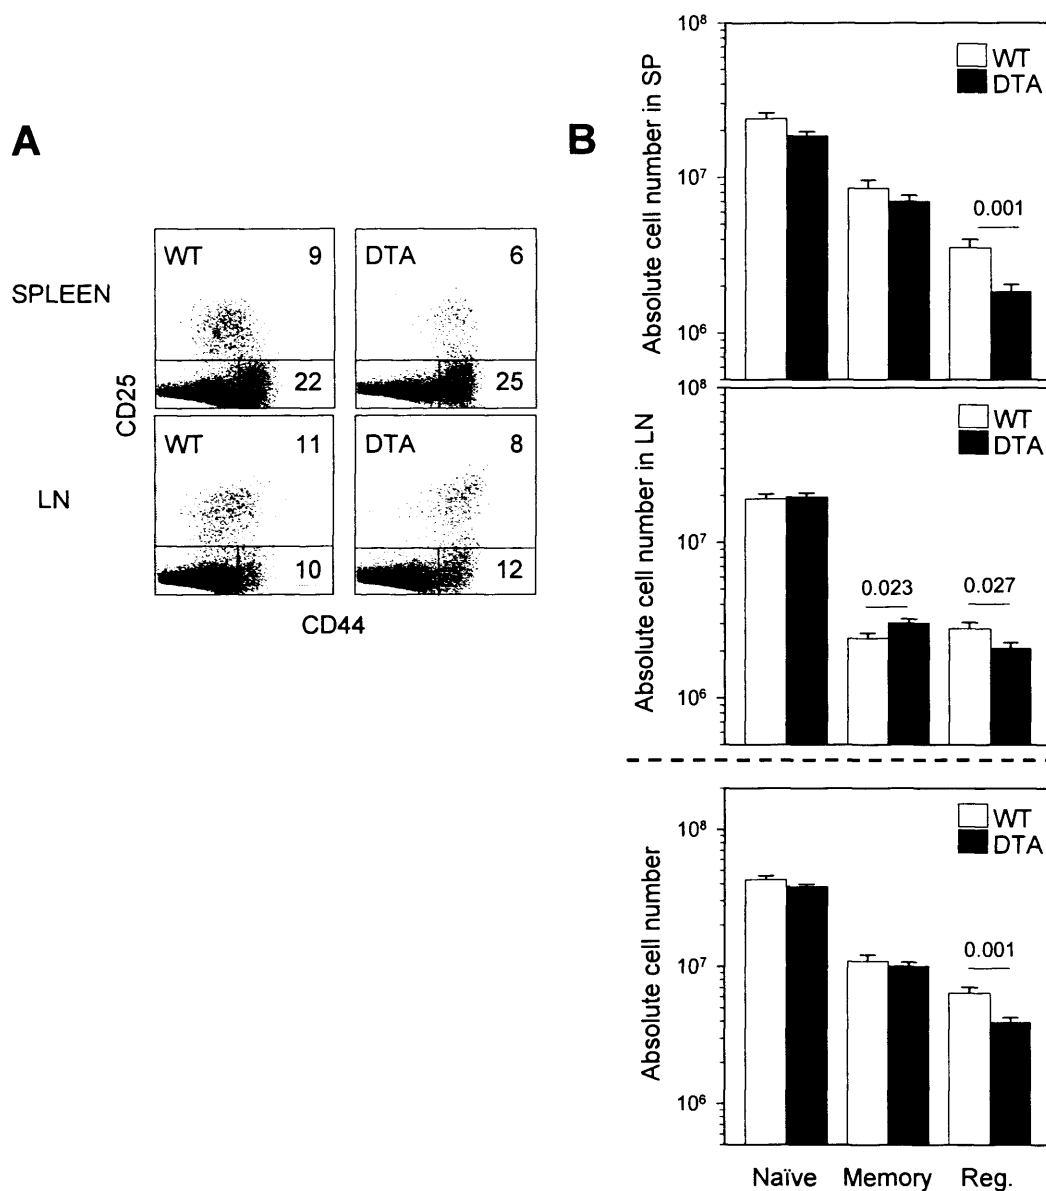 A
SPLEEN
LN
CD25
WT 9
22
DTA 6
25
WT 11
10
DTA 8
12
CD44
B
Absolute cell number in SP
10⁸
10⁷
10⁶
WT
DTA
0.001
Absolute cell number in LN
10⁸
10⁷
10⁶
WT
DTA
0.023
0.027
Absolute cell number
10⁸
10⁷
10⁶
WT
DTA
0.001
Naïve Memory Reg.